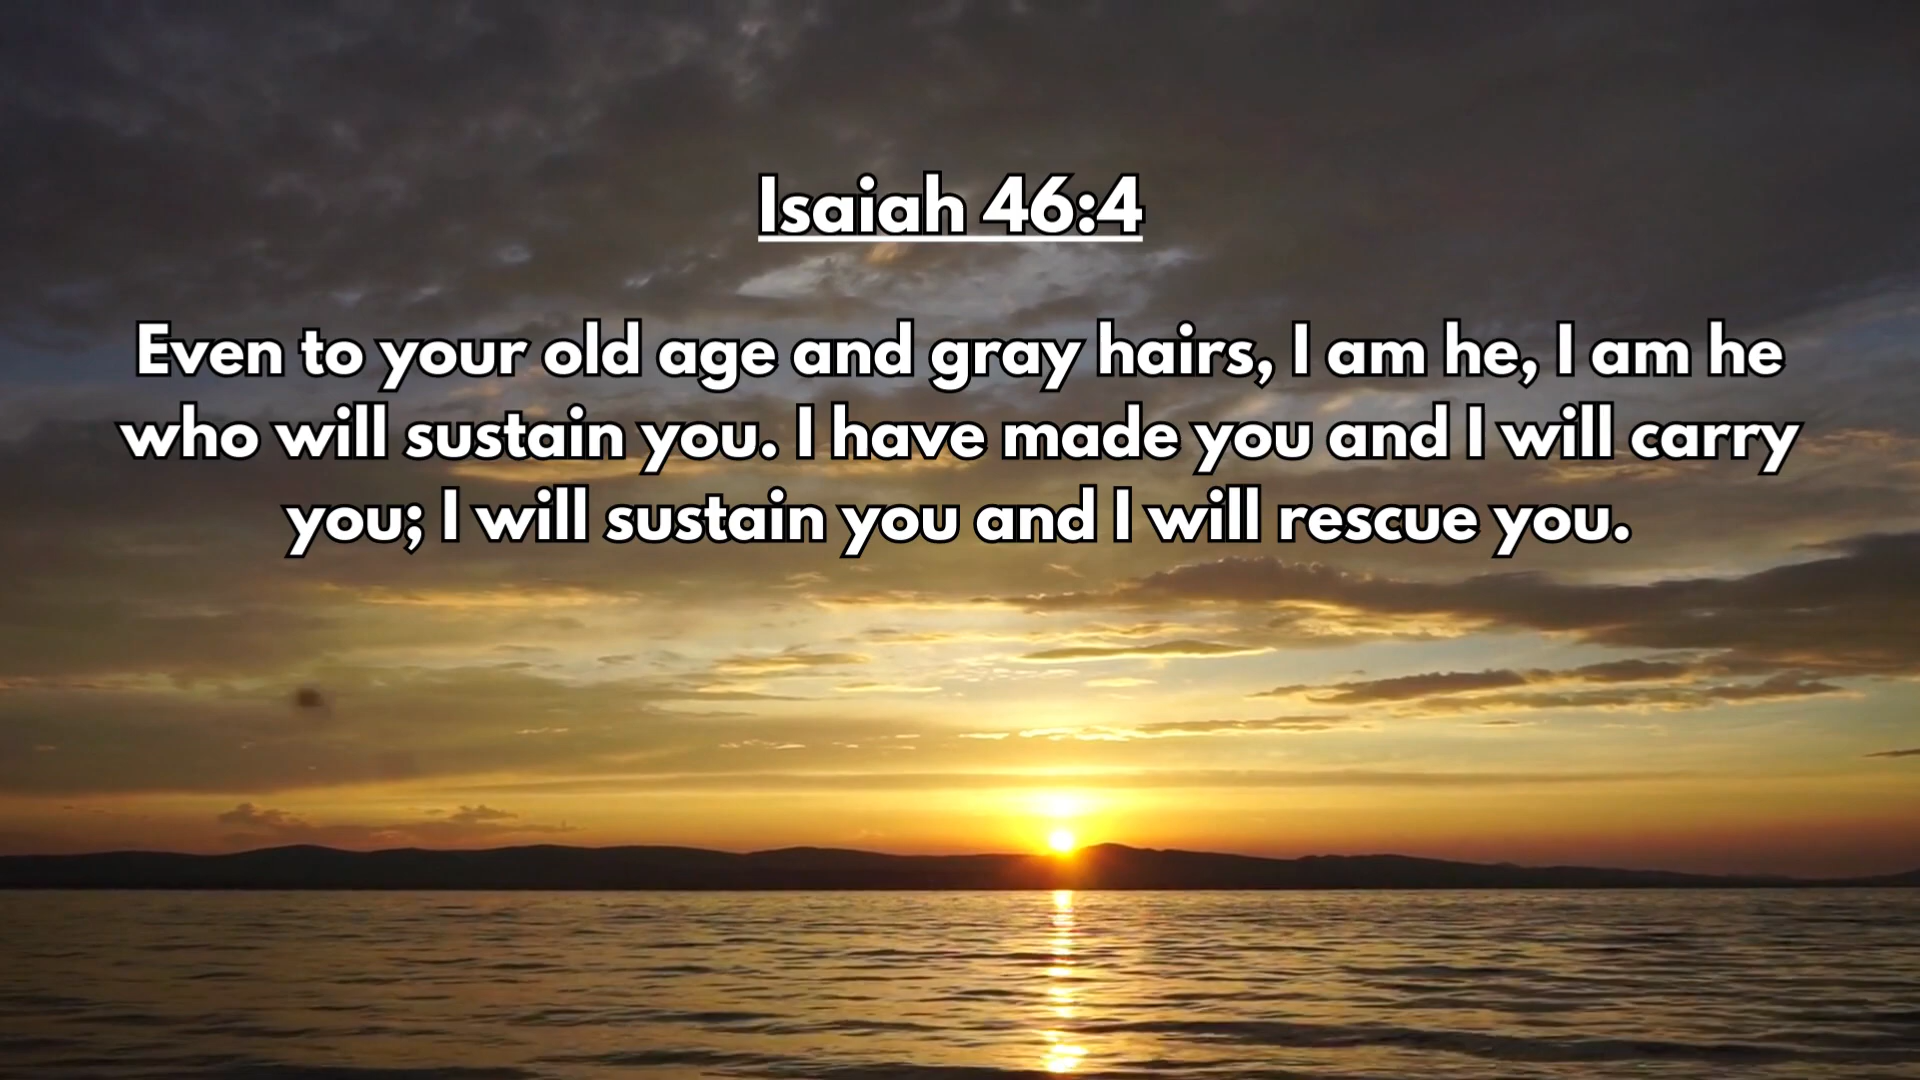 Isaiah 46:4
Even to your old age and gray hairs, I am he, I am he
who will sustain you. I have made you and I will carry
you; I will sustain you and I will rescue you.